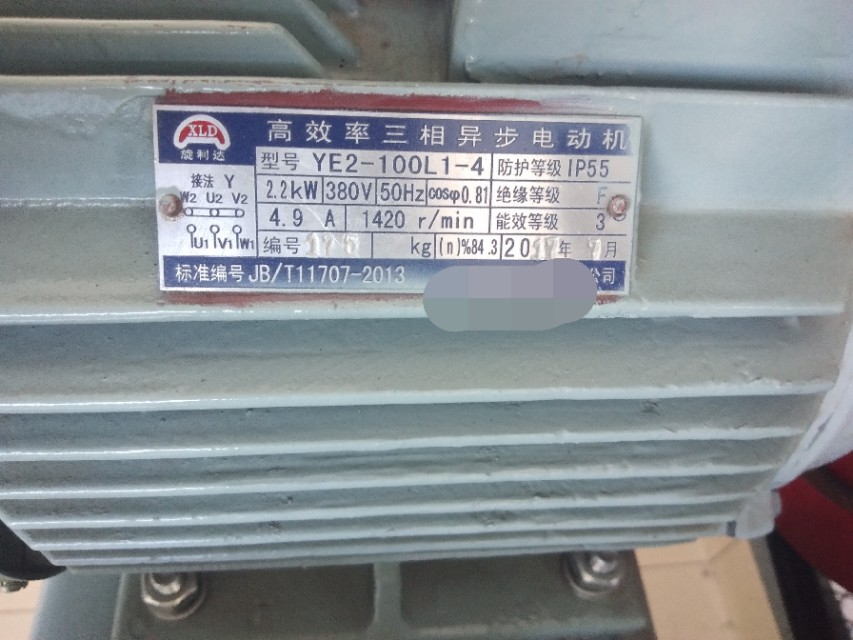 XLD
旋利达
高效率三相异步电动机
型号 YE2-100L1-4 防护等级 IP55
接法 Y
2.2kW 380V 50Hz cosφ0.81 绝缘等级 F
W2 U2 V2
4.9 A 1420 r/min 能效等级 3
U1 V1 W1
编号 kg (n)%84.3 20 年 月
标准编号 JB/T11707-2013 公司